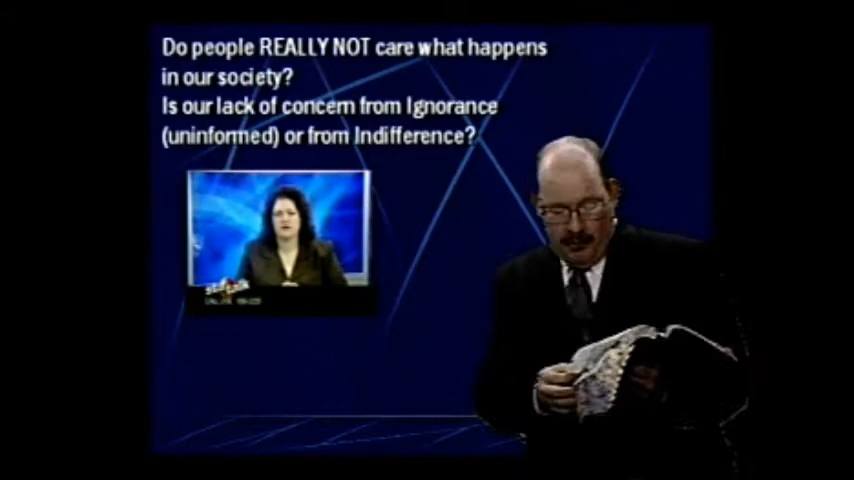 Do people REALLY NOT care what happens
in our society?
Is our lack of concern from Ignorance
(uninformed) or from Indifference?